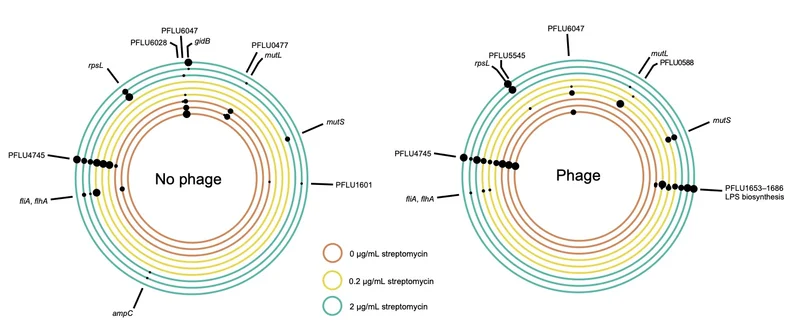 PFLU6047
PFLU6028
gidB
PFLU0477
mutL
rpsL
mutS
PFLU4745
No phage
PFLU1601
fliA, flhA
ampC
PFLU6047
PFLU5545
rpsL
mutL
PFLU0588
mutS
PFLU4745
Phage
PFLU1653–1686
LPS biosynthesis
fliA, flhA
0 µg/mL streptomycin
0.2 µg/mL streptomycin
2 µg/mL streptomycin